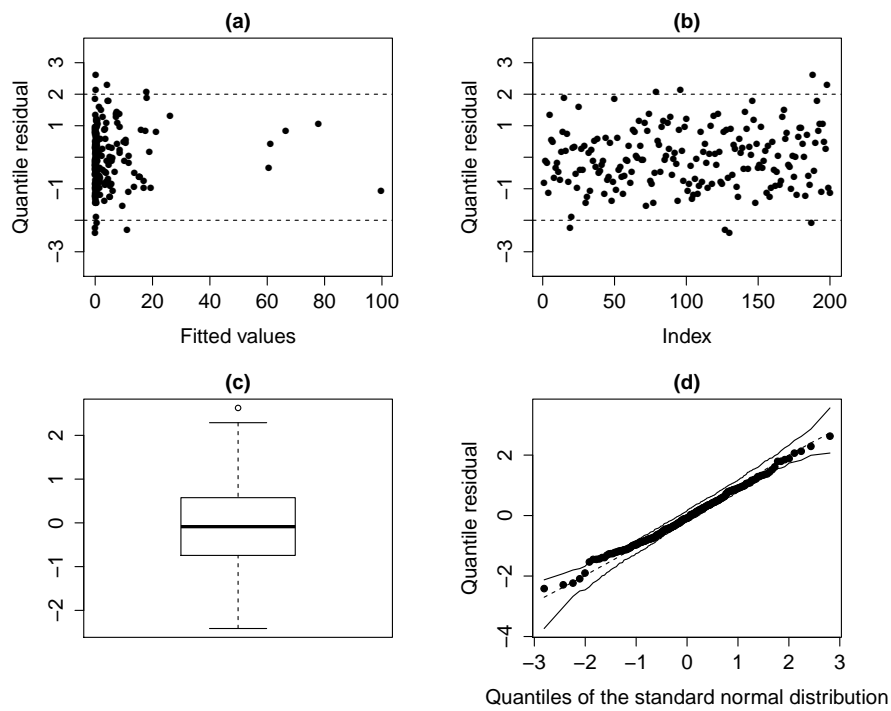 (a)
Quantile residual
3
2
1
−1
−3
0 20 40 60 80 100
Fitted values
(b)
Quantile residual
3
2
1
−1
−3
0 50 100 150 200
Index
(c)
2
1
0
−1
−2
(d)
Quantile residual
2
0
−2
−4
−3 −2 −1 0 1 2 3
Quantiles of the standard normal distribution